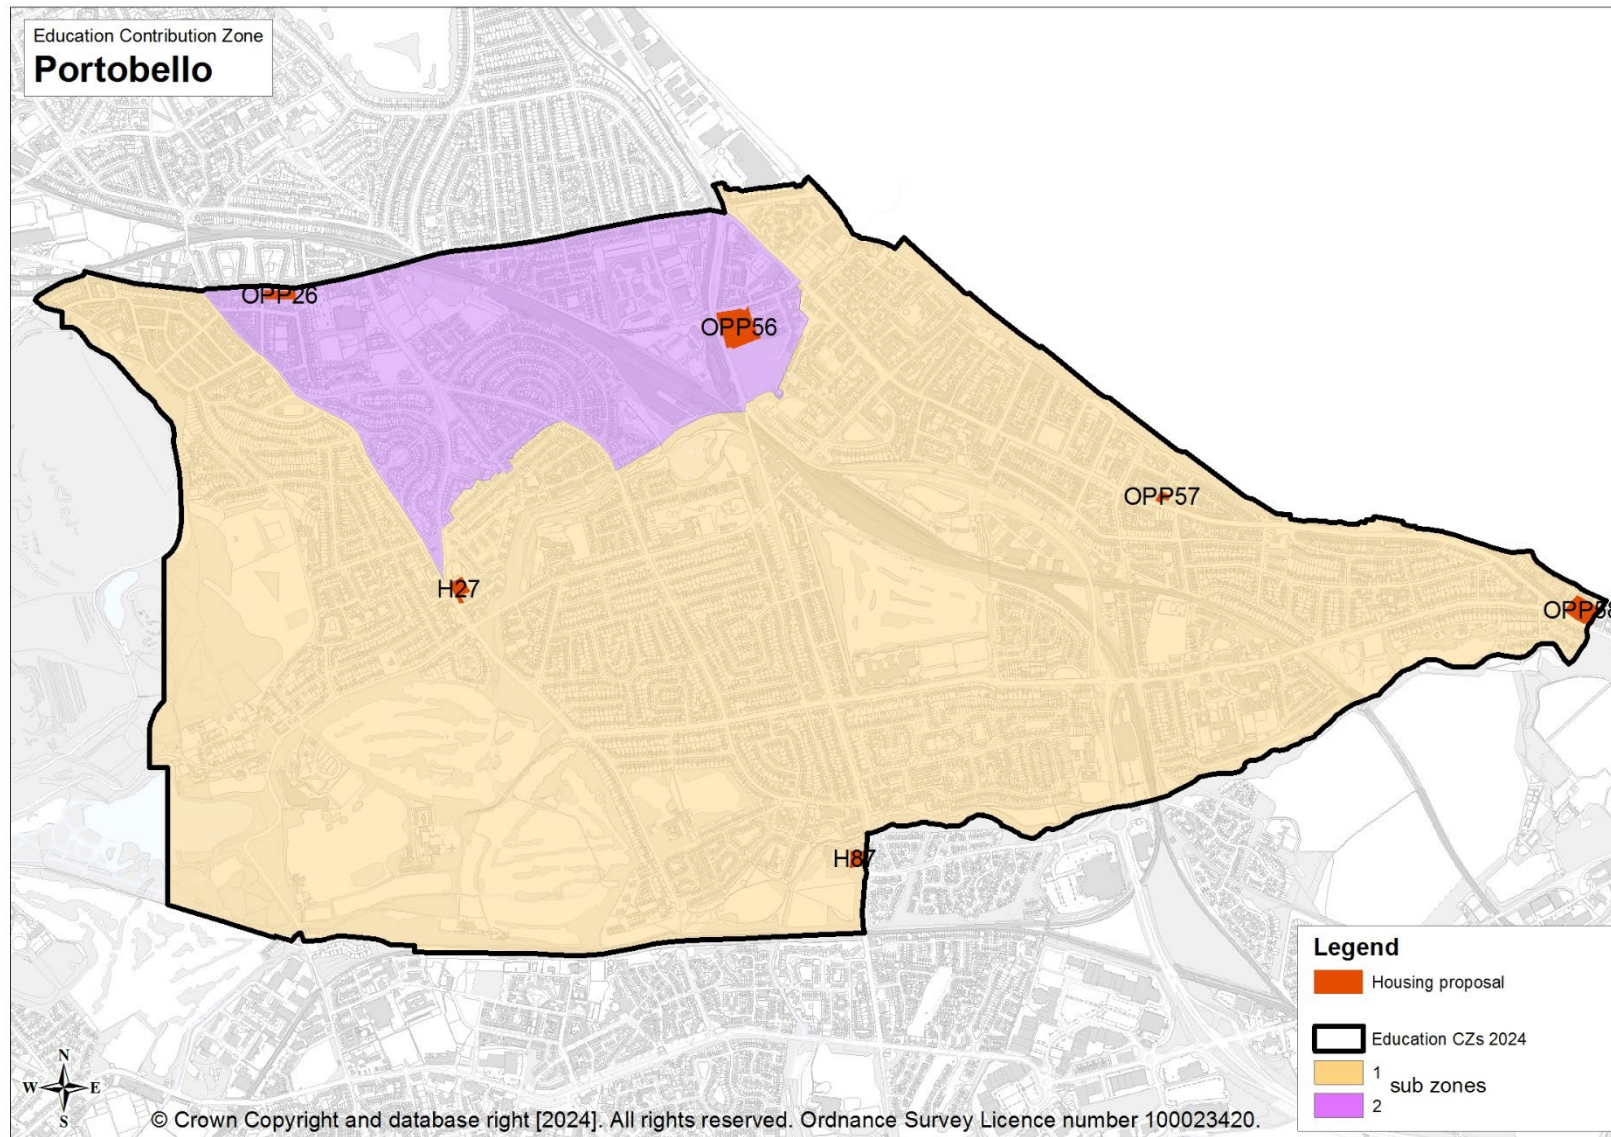 Education Contribution Zone
Portobello
OPP26
OPP56
OPP57
H27
OPP58
H87
Legend
Housing proposal
Education CZs 2024
1
sub zones
2
N
W E
S
© Crown Copyright and database right [2024]. All rights reserved. Ordnance Survey Licence number 100023420.